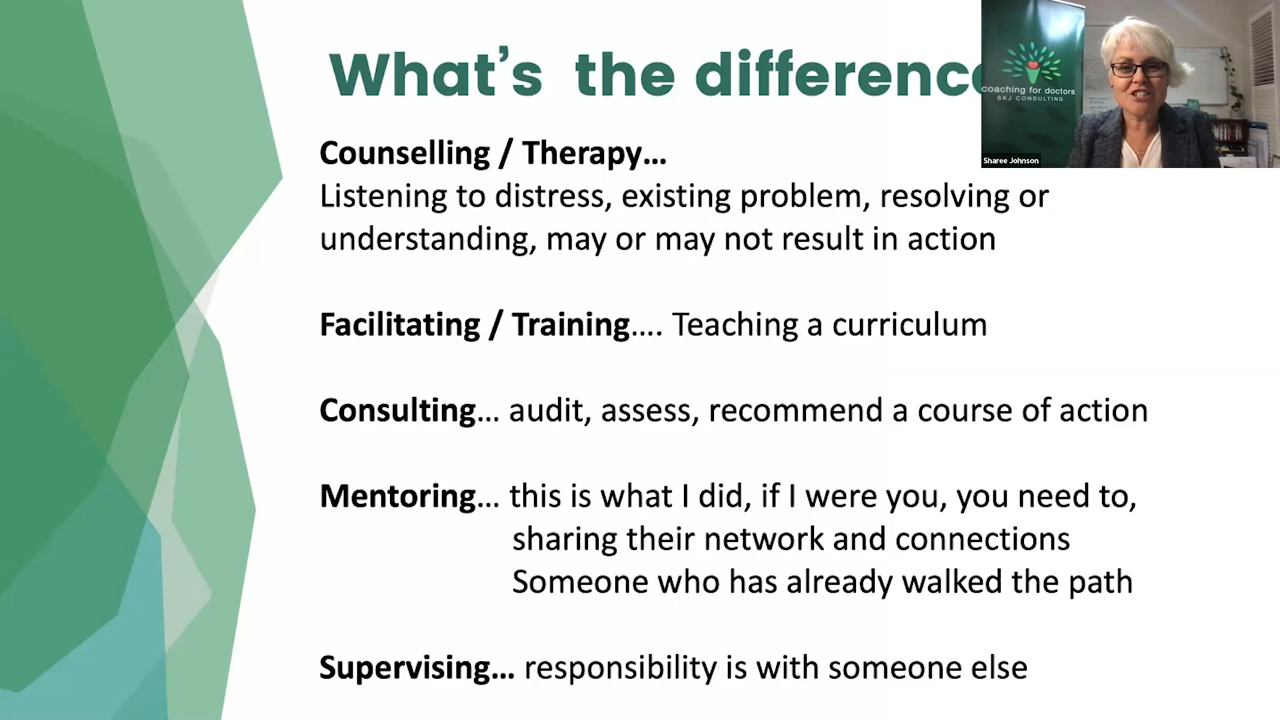 What's the differenc
coaching for doctors
SKJ CONSULTING
Sharee Johnson
Counselling / Therapy…
Listening to distress, existing problem, resolving or
understanding, may or may not result in action
Facilitating / Training…. Teaching a curriculum
Consulting… audit, assess, recommend a course of action
Mentoring… this is what I did, if I were you, you need to,
sharing their network and connections
Someone who has already walked the path
Supervising… responsibility is with someone else